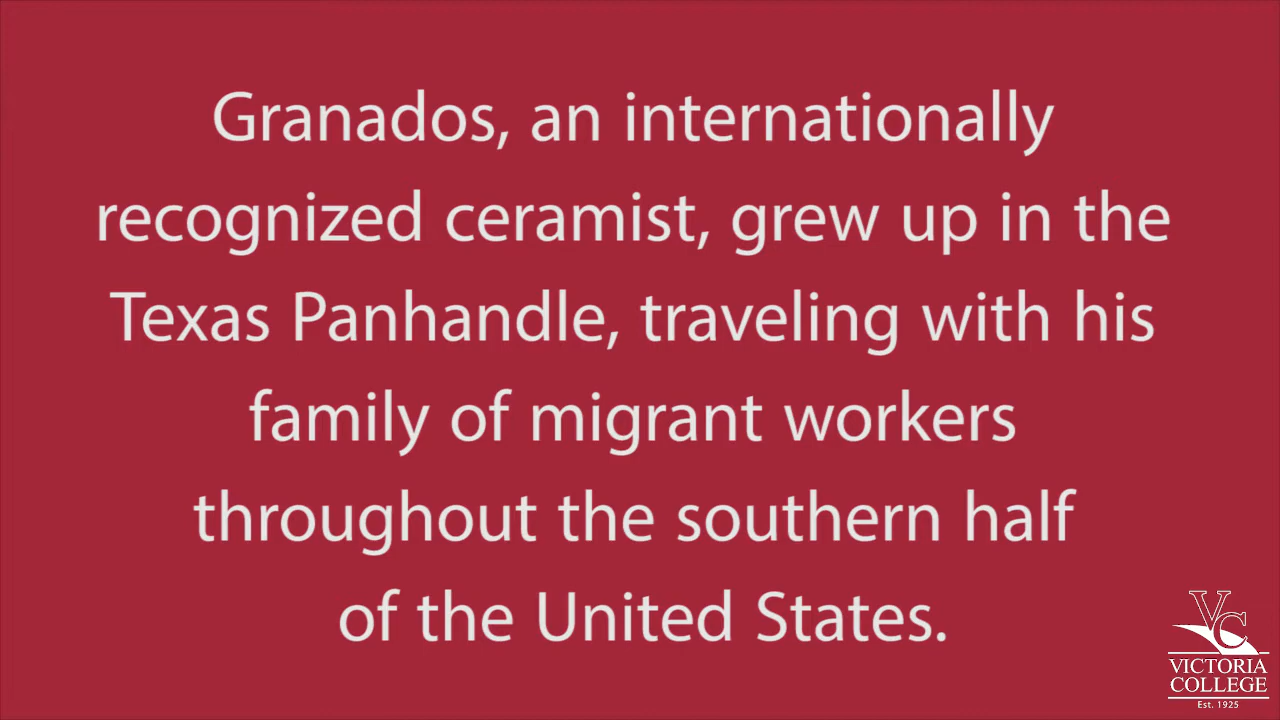 Granados, an internationally
recognized ceramist, grew up in the
Texas Panhandle, traveling with his
family of migrant workers
throughout the southern half
of the United States.
VC
VICTORIA
COLLEGE
Est. 1925